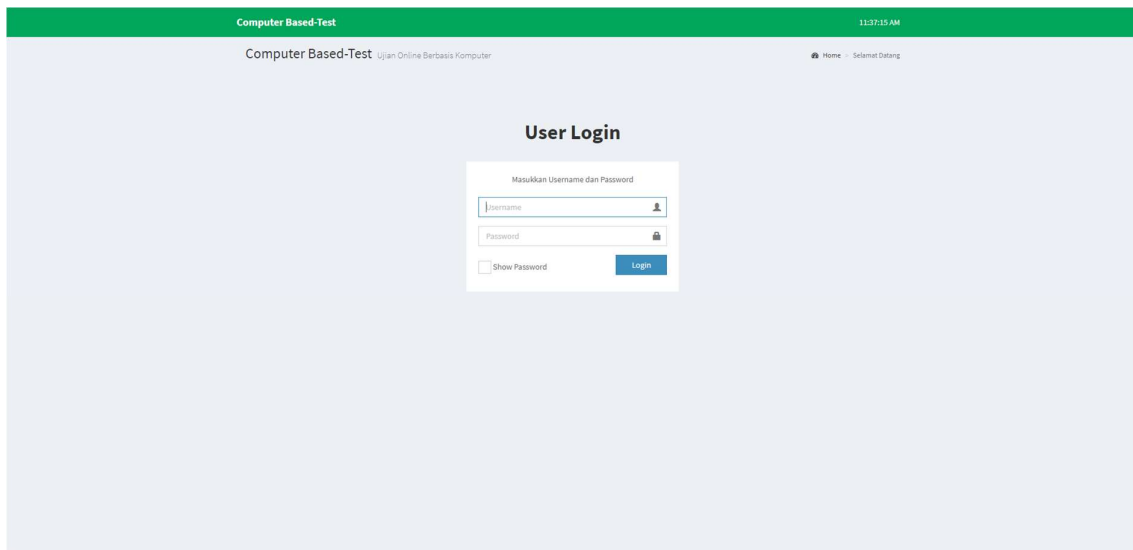 Computer Based-Test 11:37:15 AM
Computer Based-Test Ujian Online Berbasis Komputer Home > Selamat Datang
User Login
Masukkan Username dan Password
Username
Password
Show Password Login